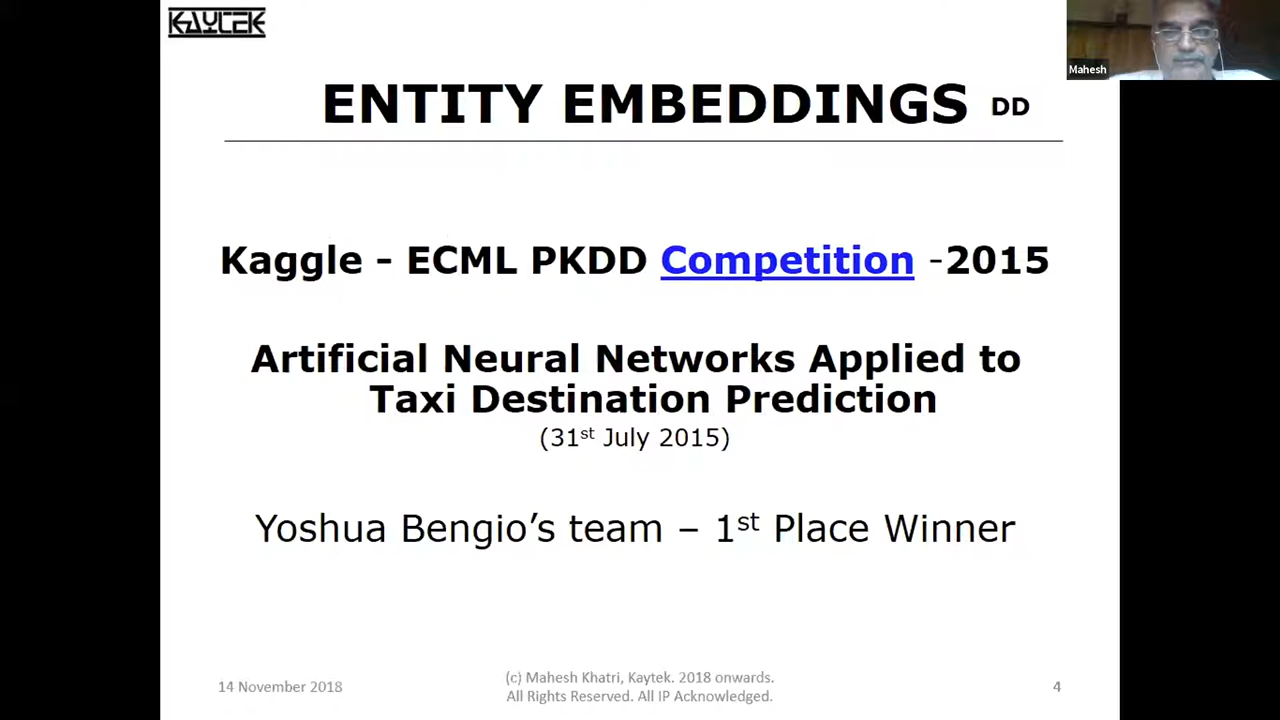 KAYTEK
Mahesh
ENTITY EMBEDDINGS DD
Kaggle - ECML PKDD Competition -2015
Artificial Neural Networks Applied to
Taxi Destination Prediction
(31st July 2015)
Yoshua Bengio’s team – 1st Place Winner
14 November 2018
(c) Mahesh Khatri, Kaytek. 2018 onwards.
All Rights Reserved. All IP Acknowledged.
4